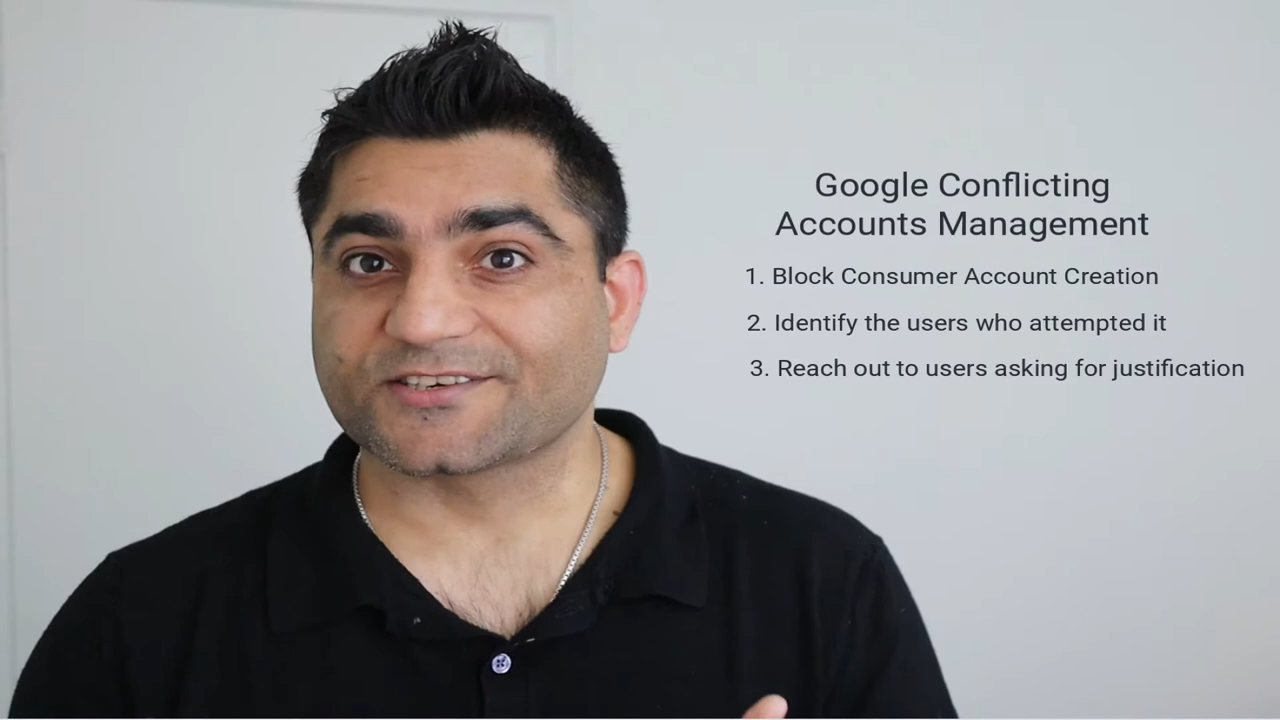 Google Conflicting
Accounts Management
1. Block Consumer Account Creation
2. Identify the users who attempted it
3. Reach out to users asking for justification